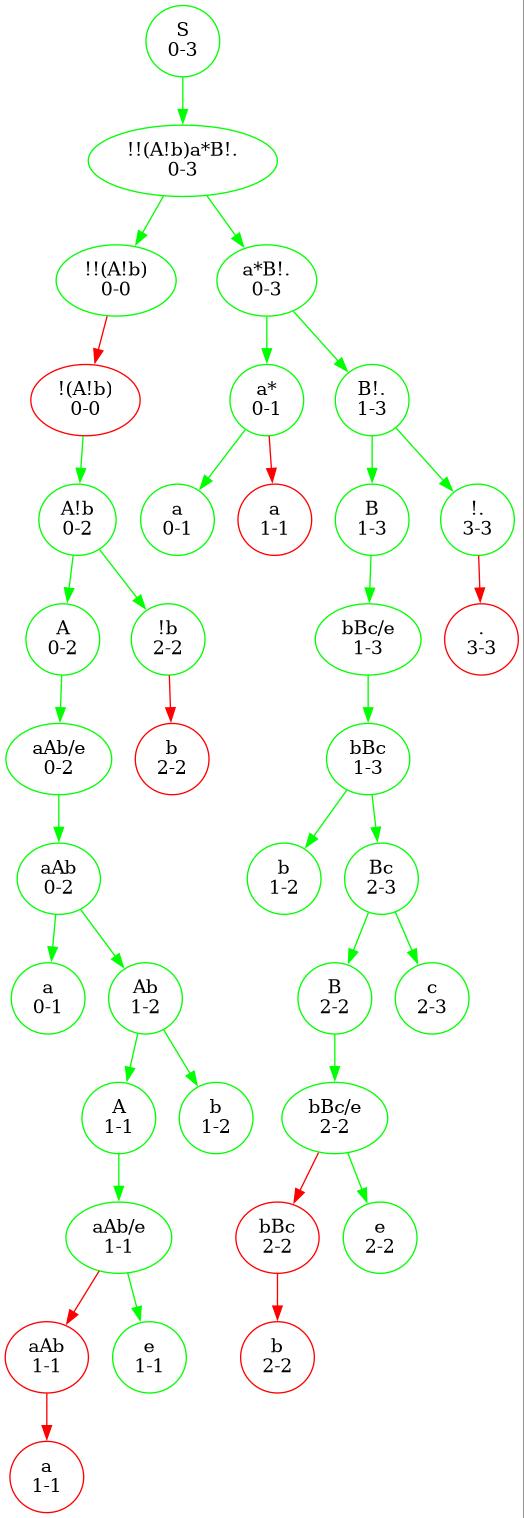 S
0-3
!!(A!b)a*B!.
0-3
!!(A!b)
0-0
a*B!.
0-3
!(A!b)
0-0
a*
0-1
B!.
1-3
A!b
0-2
a
0-1
a
1-1
B
1-3
!.
3-3
A
0-2
!b
2-2
bBc/e
1-3
.
3-3
aAb/e
0-2
b
2-2
bBc
1-3
aAb
0-2
b
1-2
Bc
2-3
a
0-1
Ab
1-2
B
2-2
c
2-3
A
1-1
b
1-2
bBc/e
2-2
aAb/e
1-1
bBc
2-2
e
2-2
aAb
1-1
e
1-1
b
2-2
a
1-1